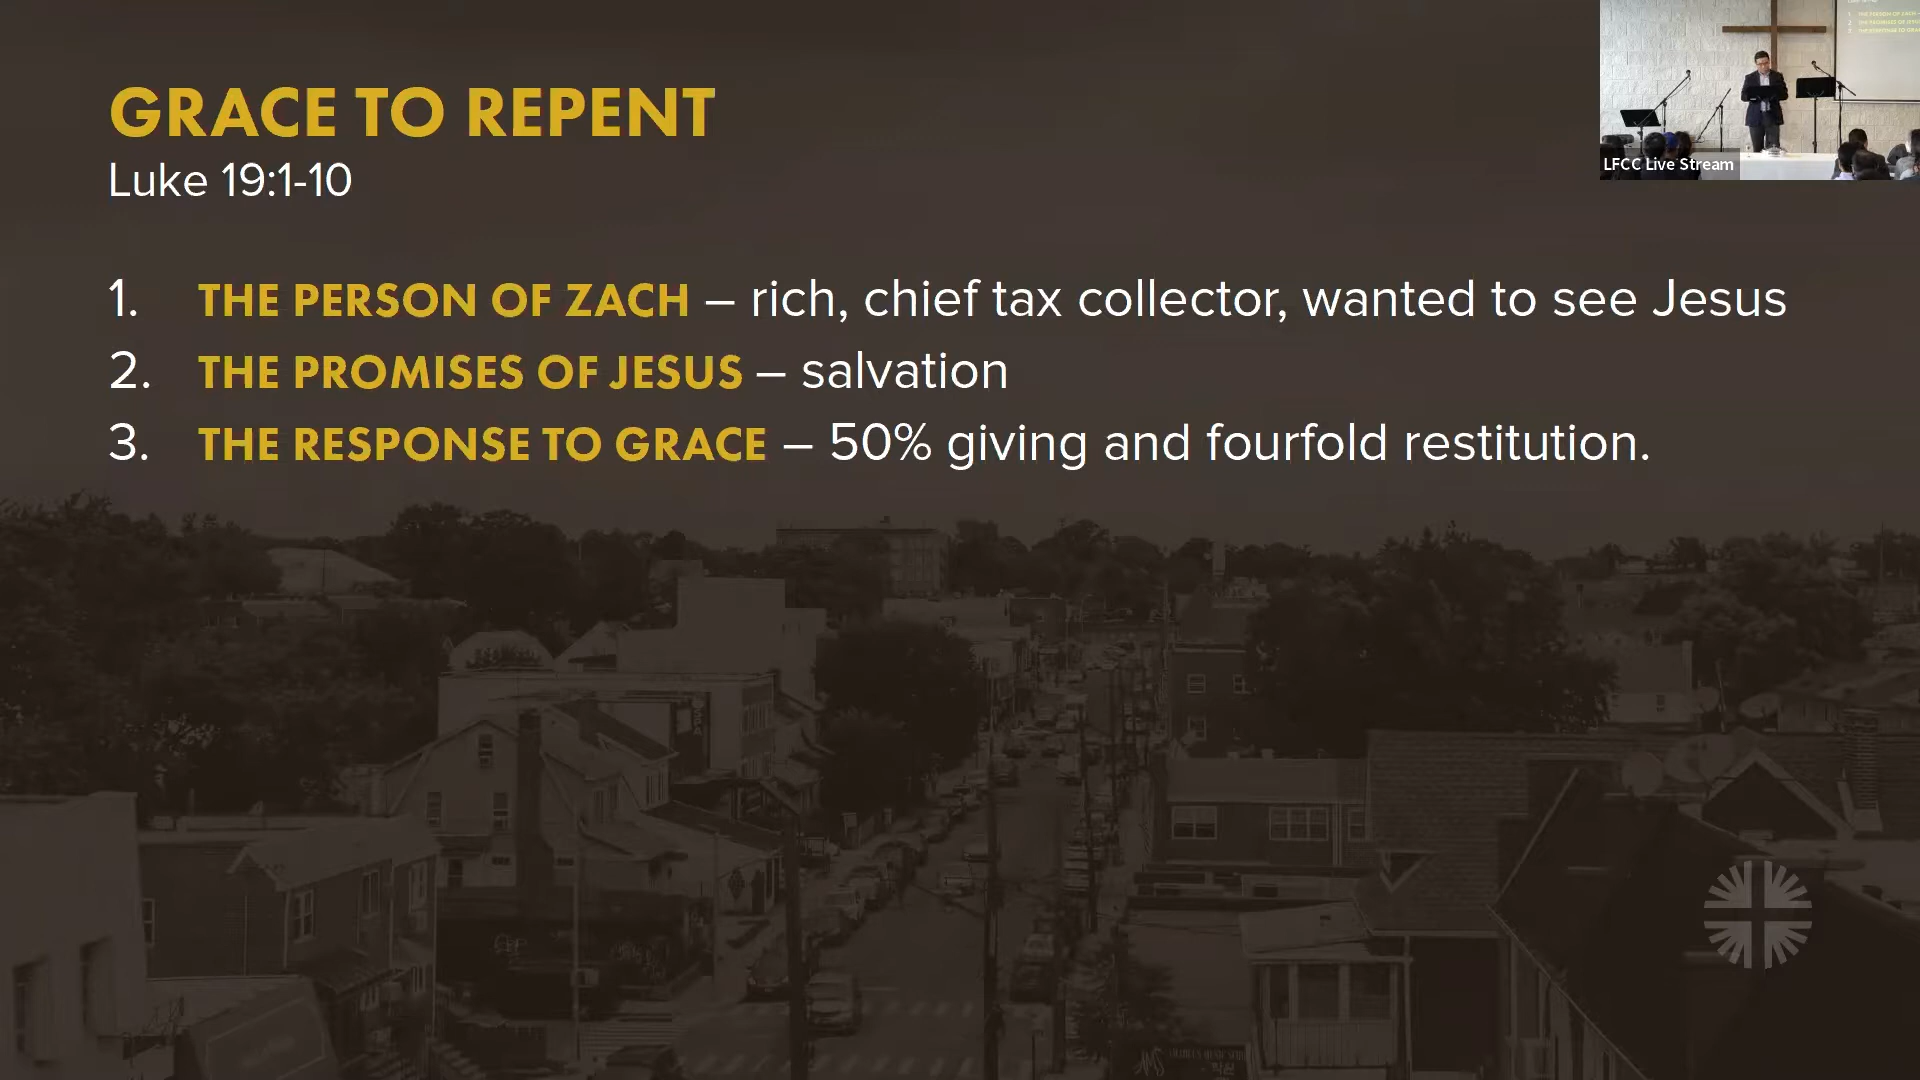 GRACE TO REPENT
Luke 19:1-10
1. THE PERSON OF ZACH – rich, chief tax collector, wanted to see Jesus
2. THE PROMISES OF JESUS – salvation
3. THE RESPONSE TO GRACE – 50% giving and fourfold restitution.
LFCC Live Stream